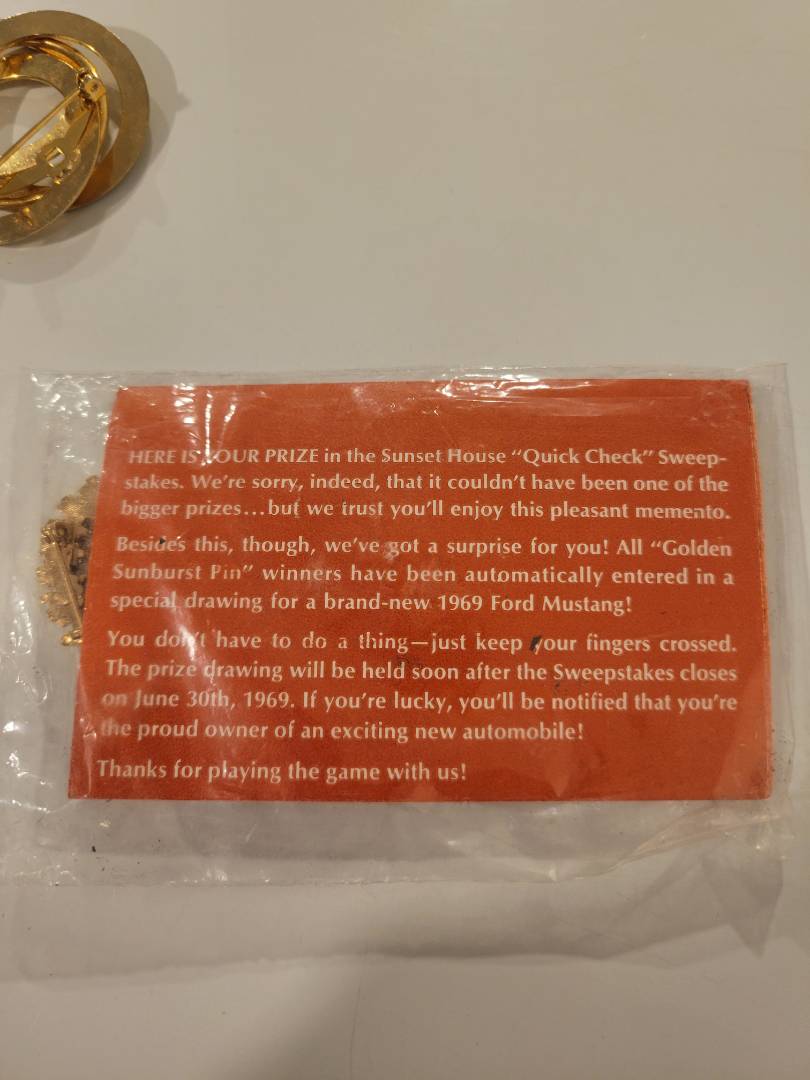 HERE IS YOUR PRIZE in the Sunset House “Quick Check” Sweep-
stakes. We’re sorry, indeed, that it couldn’t have been one of the
bigger prizes...but we trust you’ll enjoy this pleasant memento.
Besides this, though, we’ve got a surprise for you! All “Golden
Sunburst Pin” winners have been automatically entered in a
special drawing for a brand-new 1969 Ford Mustang!
You don’t have to do a thing—just keep your fingers crossed.
The prize drawing will be held soon after the Sweepstakes closes
on June 30th, 1969. If you’re lucky, you’ll be notified that you’re
the proud owner of an exciting new automobile!
Thanks for playing the game with us!